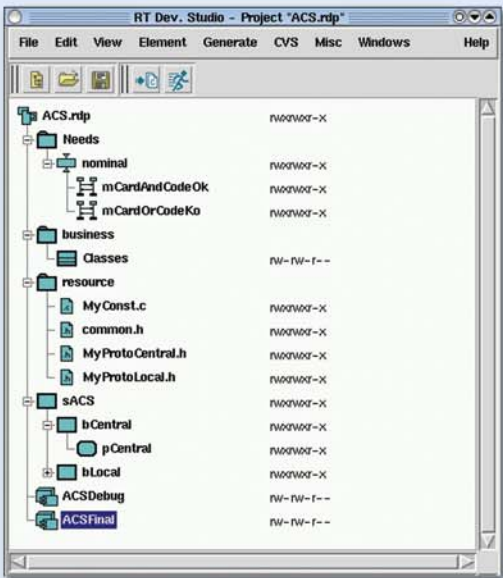 RT Dev. Studio - Project "ACS.rdp"
File Edit View Element Generate CVS Misc Windows Help
ACS.rdp rwxrwxr-x
Needs
nominal rwxrwxr-x
mCardAndCodeOk rwxrwxr-x
mCardOrCodeKo rwxrwxr-x
business
Classes rw-rw-r--
resource
MyConst.c rwxrwxr-x
common.h rwxrwxr-x
MyProtoCentral.h rwxrwxr-x
MyProtoLocal.h rwxrwxr-x
sACS rwxrwxr-x
bCentral rwxrwxr-x
pCentral rwxrwxr-x
bLocal rwxrwxr-x
ACSDebug rw-rw-r--
ACSFinal rw-rw-r--